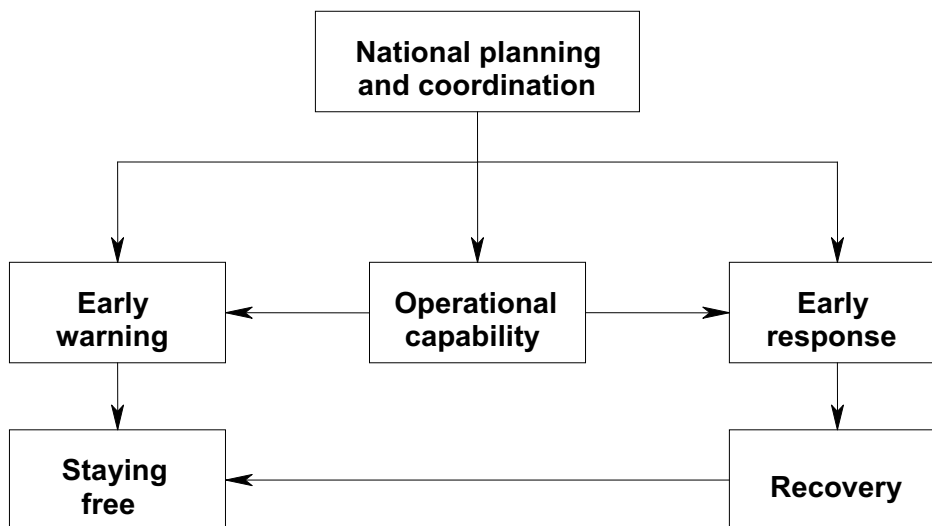 National planning
and coordination
Early
warning
Operational
capability
Early
response
Staying
free
Recovery